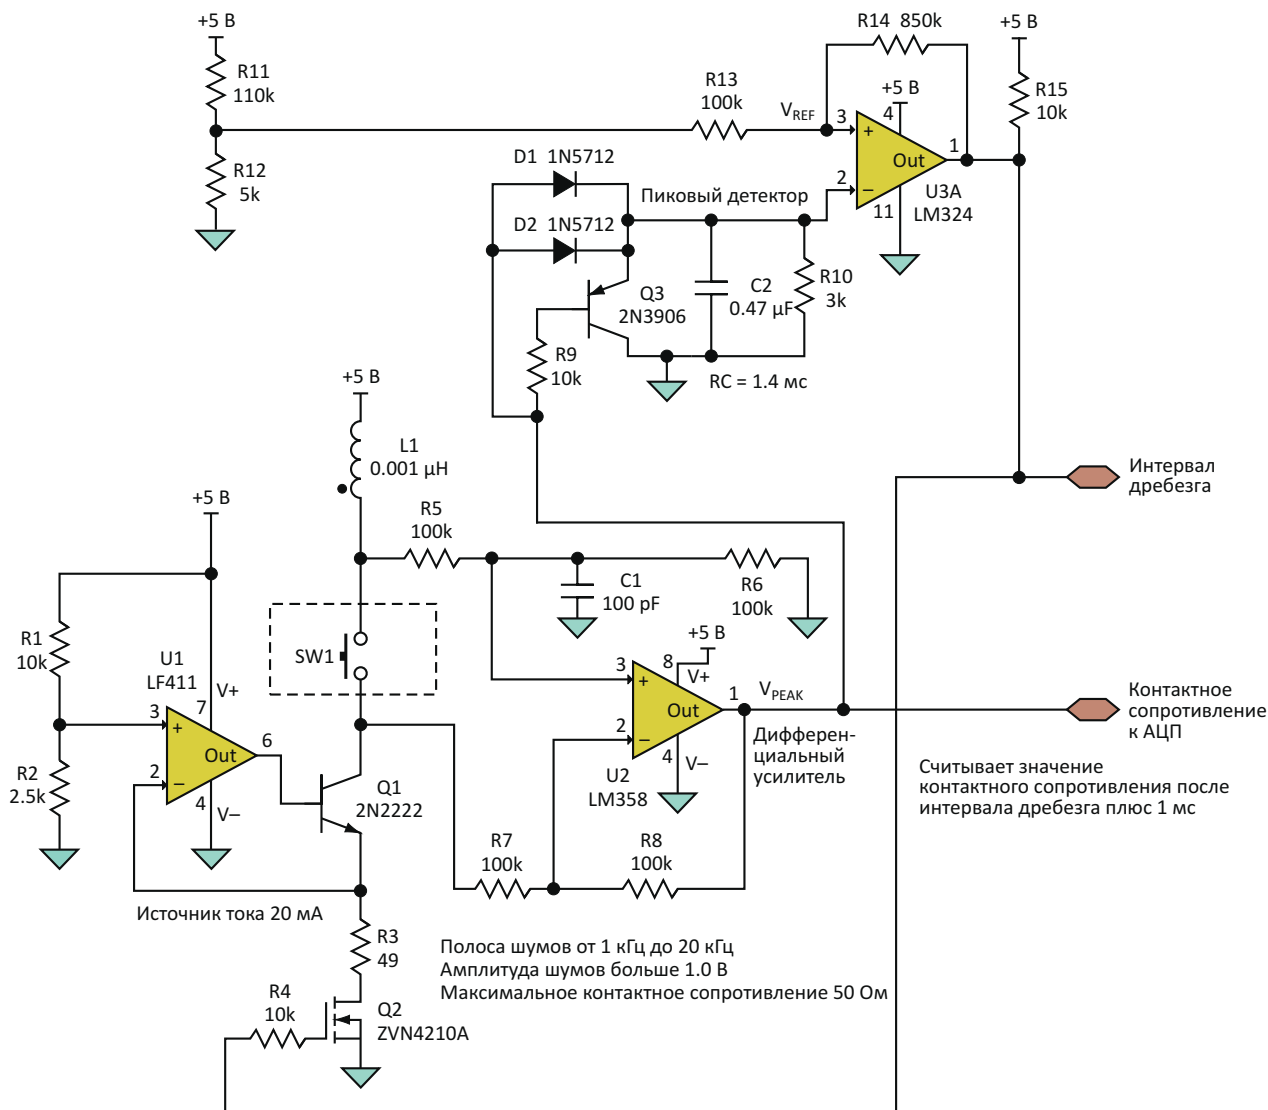 +5 В
R11
110k
R12
5k
R13
100k
V_REF
R14 850k
+5 В
3
+
4
Out
1
2
–
11
U3A
LM324
+5 В
R15
10k
D1 1N5712
D2 1N5712
Пиковый детектор
Q3
2N3906
C2
0.47 µF
R10
3k
R9
10k
RC = 1.4 мс
+5 В
L1
0.001 µH
Интервал
дребезга
+5 В
R5
100k
C1
100 pF
R6
100k
R1
10k
U1
LF411
SW1
+5 В
3
+
8
V+
Out
1
V_PEAK
2
–
4
V–
U2
LM358
Дифферен-
циальный
усилитель
Контактное
сопротивление
к АЦП
Считывает значение
контактного сопротивления после
интервала дребезга плюс 1 мс
7
V+
3
+
Out
6
2
–
4
V–
R2
2.5k
Q1
2N2222
R7
100k
R8
100k
Источник тока 20 мА
R3
49
Полоса шумов от 1 кГц до 20 кГц
Амплитуда шумов больше 1.0 В
Максимальное контактное сопротивление 50 Ом
R4
10k
Q2
ZVN4210A